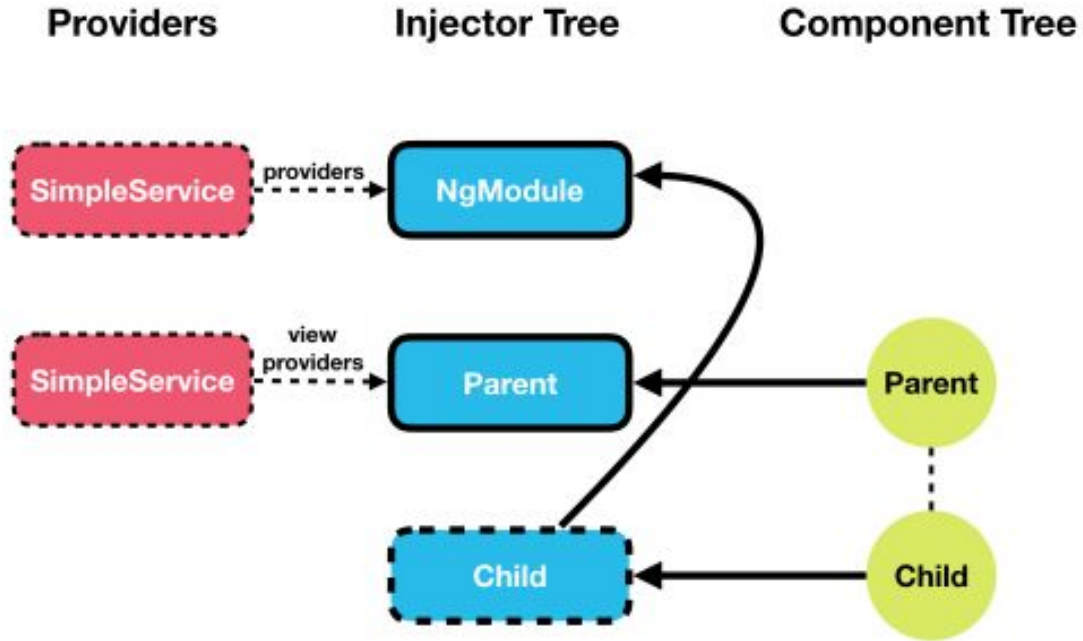 Providers
Injector Tree
Component Tree
SimpleService
providers
NgModule
SimpleService
view
providers
Parent
Parent
Child
Child